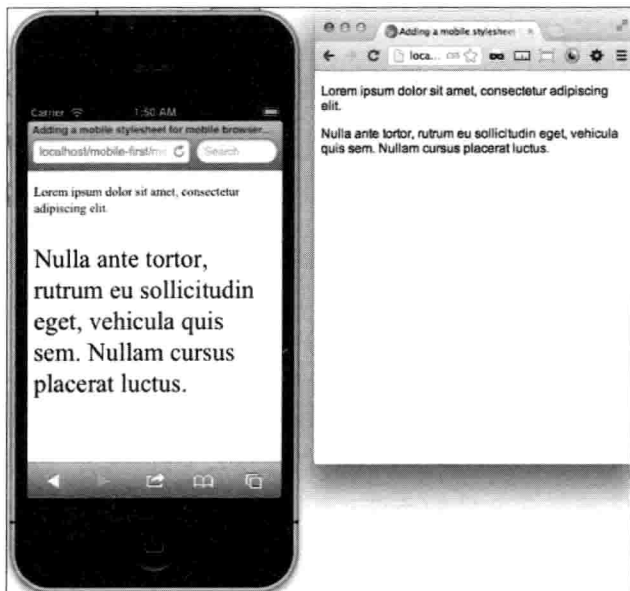 Carrier 1:50 AM
Adding a mobile stylesheet for mobile browser...
localhost/mobile-first/m
Search
Lorem ipsum dolor sit amet, consectetur
adipiscing elit.
Nulla ante tortor,
rutrum eu sollicitudin
eget, vehicula quis
sem. Nullam cursus
placerat luctus.
Adding a mobile stylesheet
loca...
Lorem ipsum dolor sit amet, consectetur adipiscing
elit.
Nulla ante tortor, rutrum eu sollicitudin eget, vehicula
quis sem. Nullam cursus placerat luctus.